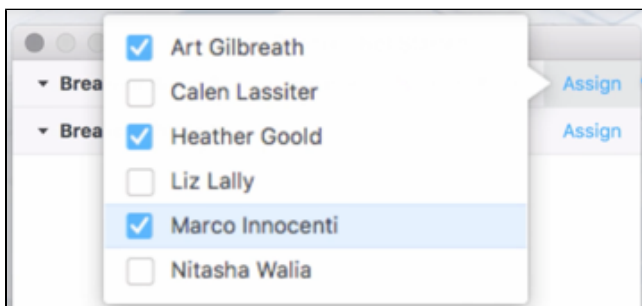 Art Gilbreath
Brea Calen Lassiter Assign
Brea Heather Goold Assign
Liz Lally
Marco Innocenti
Nitasha Walia